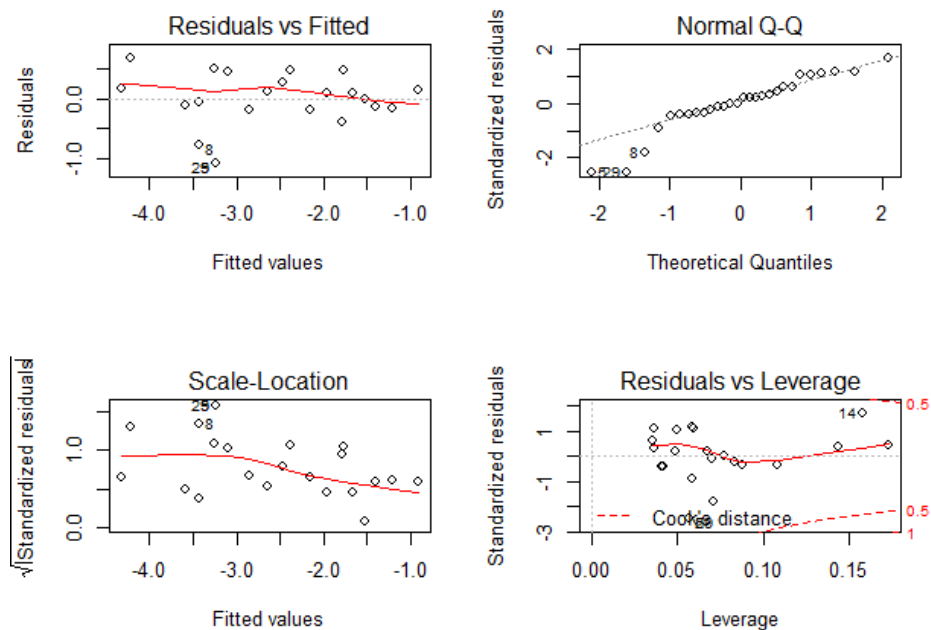 Residuals vs Fitted
Residuals
0.0
-1.0
8
29
-4.0 -3.0 -2.0 -1.0
Fitted values
Normal Q-Q
Standardized residuals
2
0
-2
8
29
-2 -1 0 1 2
Theoretical Quantiles
Scale-Location
√|Standardized residuals|
1.0
0.0
29
8
-4.0 -3.0 -2.0 -1.0
Fitted values
Residuals vs Leverage
Standardized residuals
1
-1
-3
14
0.5
0.5
1
Cook's distance
0.00 0.05 0.10 0.15
Leverage